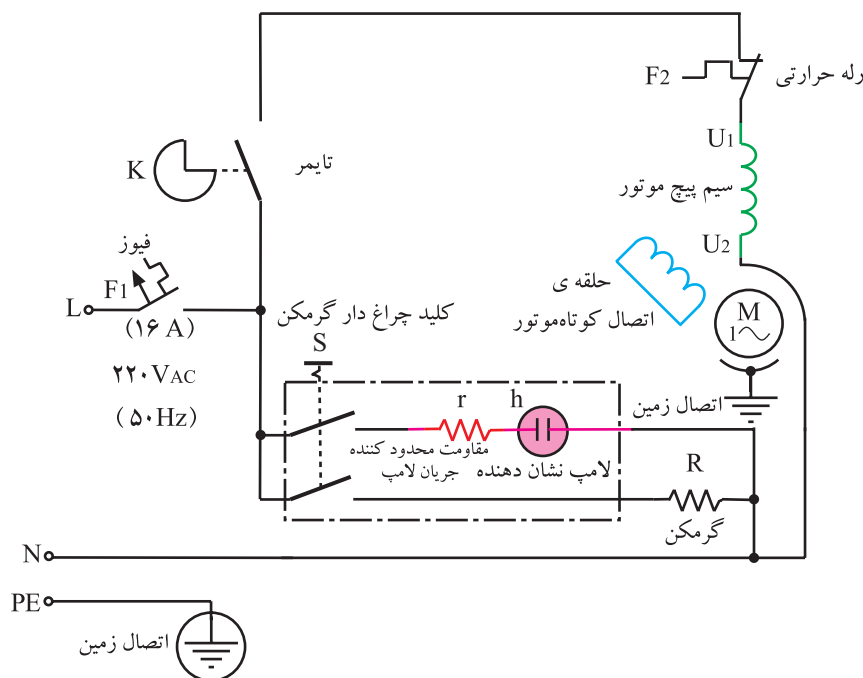 F2
رله حرارتی
U1
سیم پیچ موتور
U2
K
تایمر
فیوز
F1
L
(۱۶ A)
۲۲۰VAC
(۵۰Hz)
حلقه ی
اتصال کوتاه موتور
M
1
اتصال زمین
کلید چراغ دار گرمکن
S
r
h
مقاومت محدود کننده
جریان لامپ
لامپ نشان دهنده
R
گرمکن
N
PE
اتصال زمین